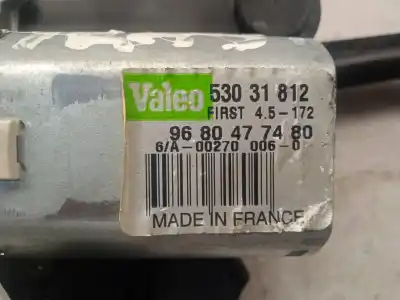 Valeo 530 31 812
FIRST 4.5-172
96 80 47 74 80
6/A-00270 006-0
MADE IN FRANCE